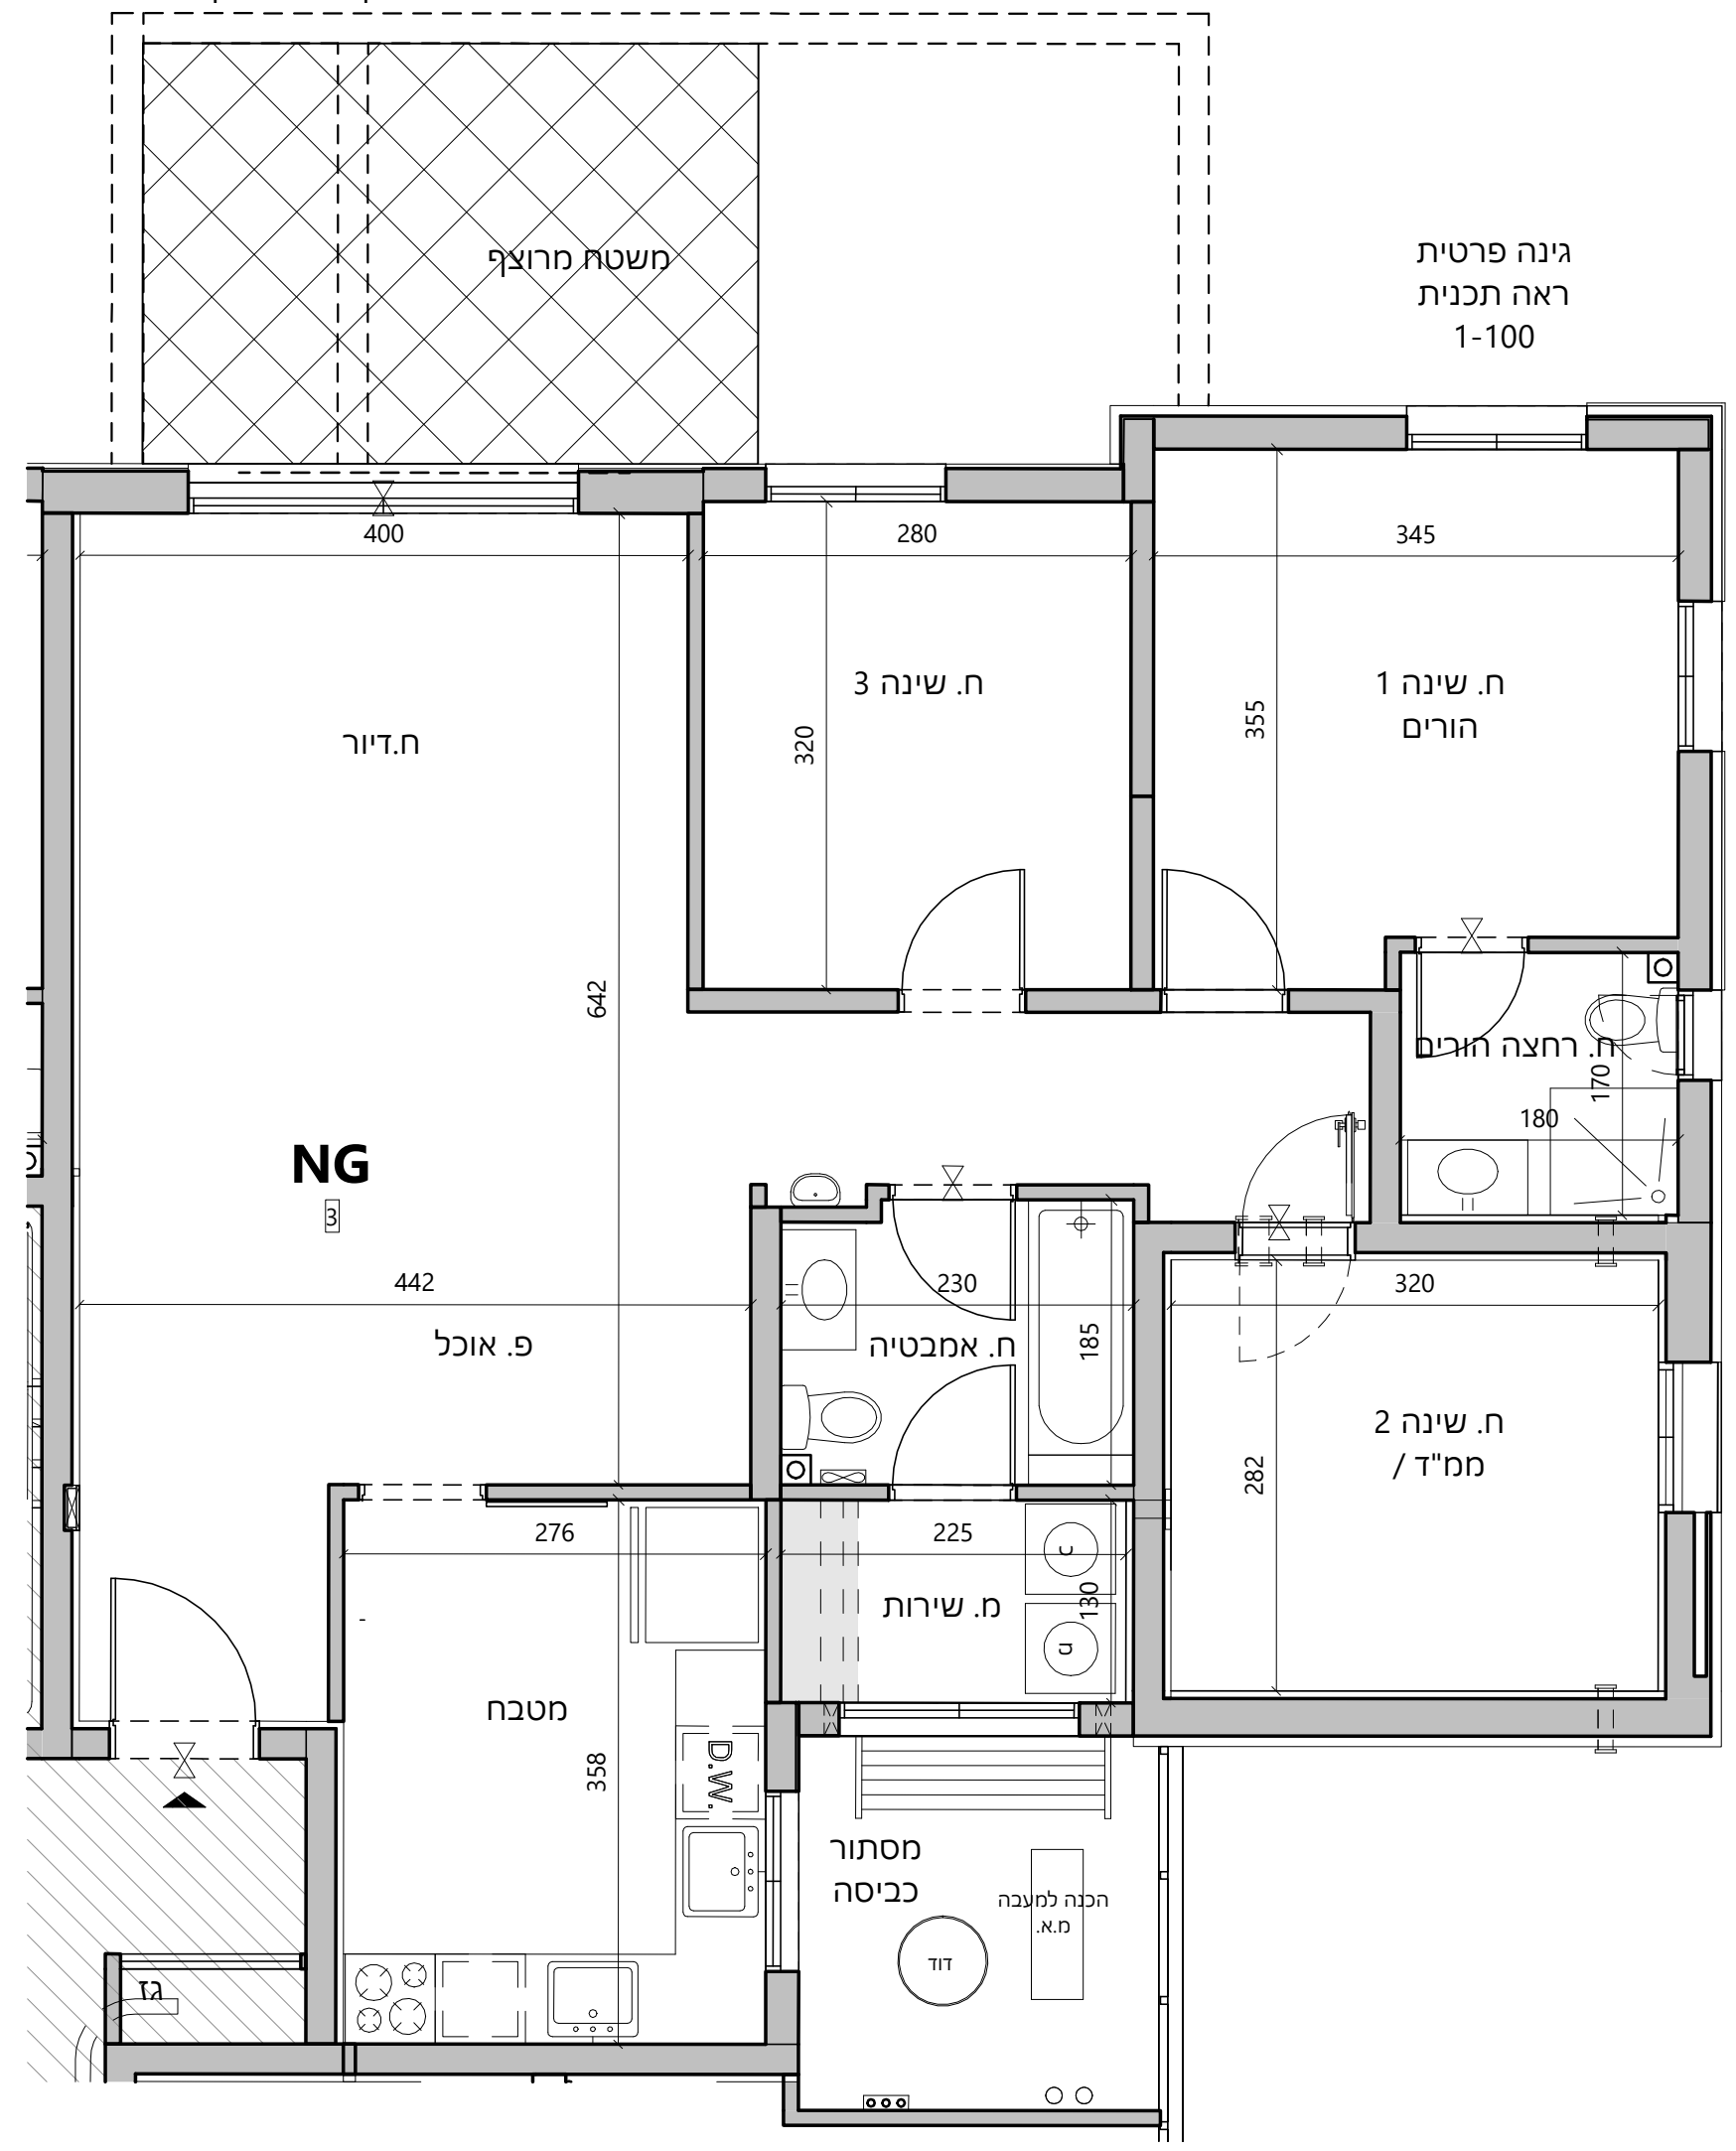 משטח מרוצף
גינה פרטית
ראה תכנית
1-100
400
280
345
ח. שינה 3
ח. שינה 1
הורים
ח.דיור
320
355
642
ח. רחצה הורים
170
180
NG
3
442
230
320
פ. אוכל
ח. אמבטיה
185
ח. שינה 2
ממ"ד /
282
276
225
כ
מ. שירות
130
ם
מטבח
D.W.
358
מסתור
כביסה
הכנה למעבה
מ.א.
דוד
גז